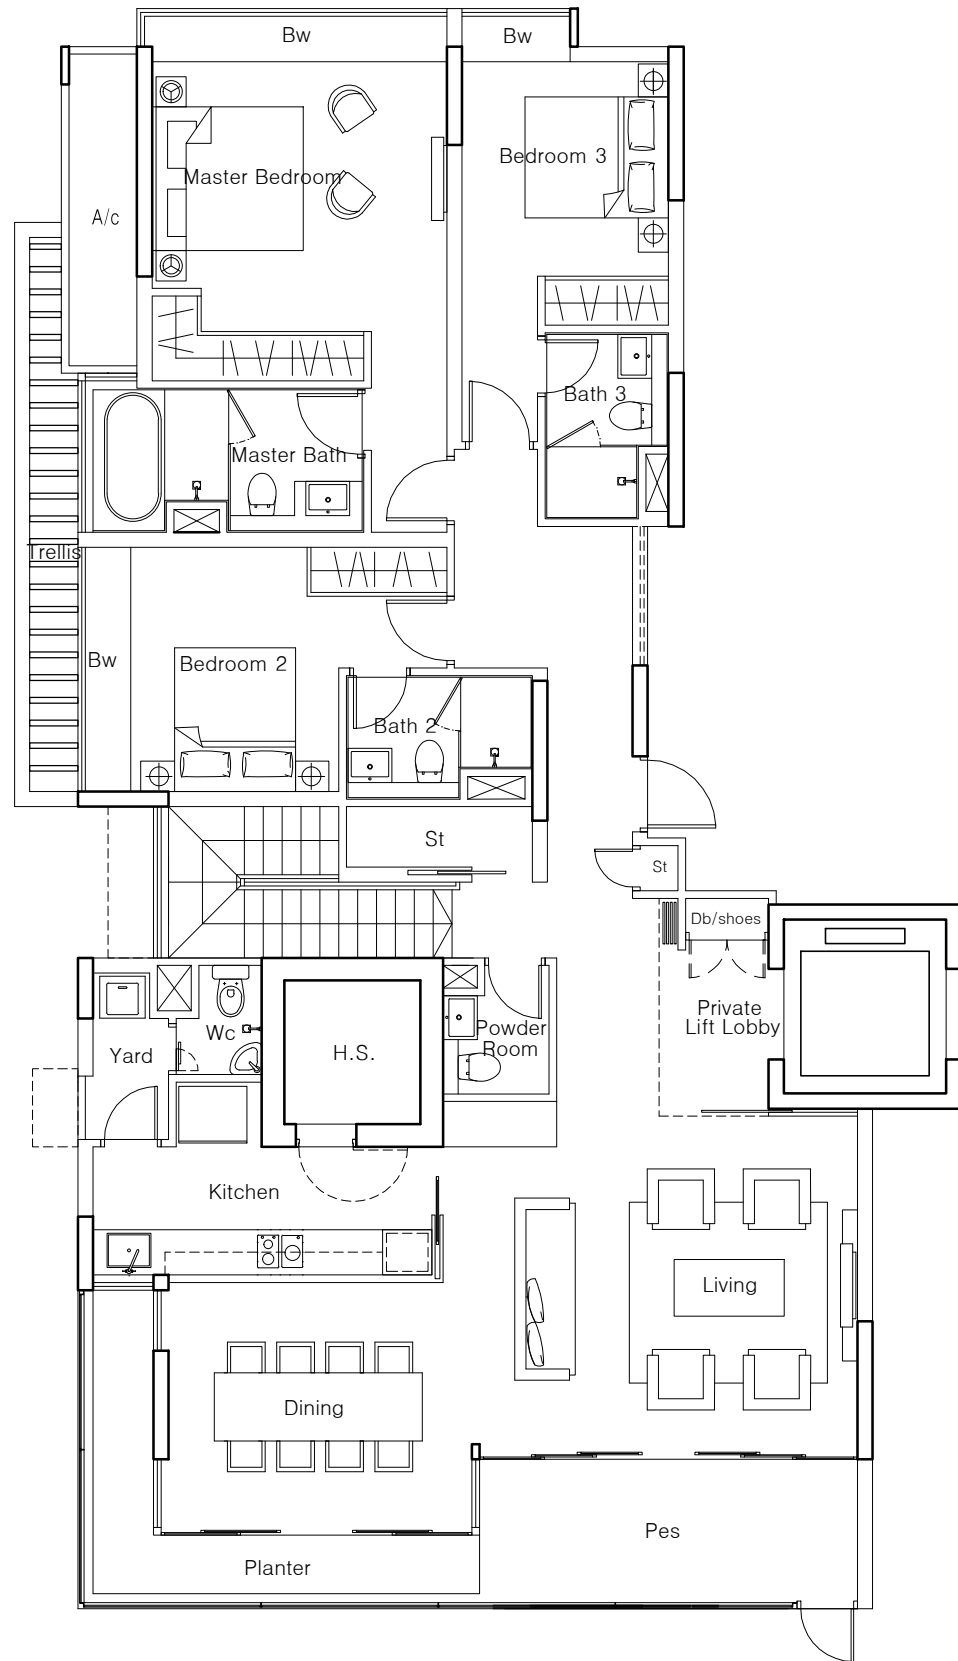 Bw
Bw
Master Bedroom
Bedroom 3
A/c
Bath 3
Master Bath
Trellis
Bw
Bedroom 2
Bath 2
St
St
Db/shoes
Private
Lift Lobby
Wc
Yard
H.S.
Powder
Room
Kitchen
Living
Dining
Pes
Planter